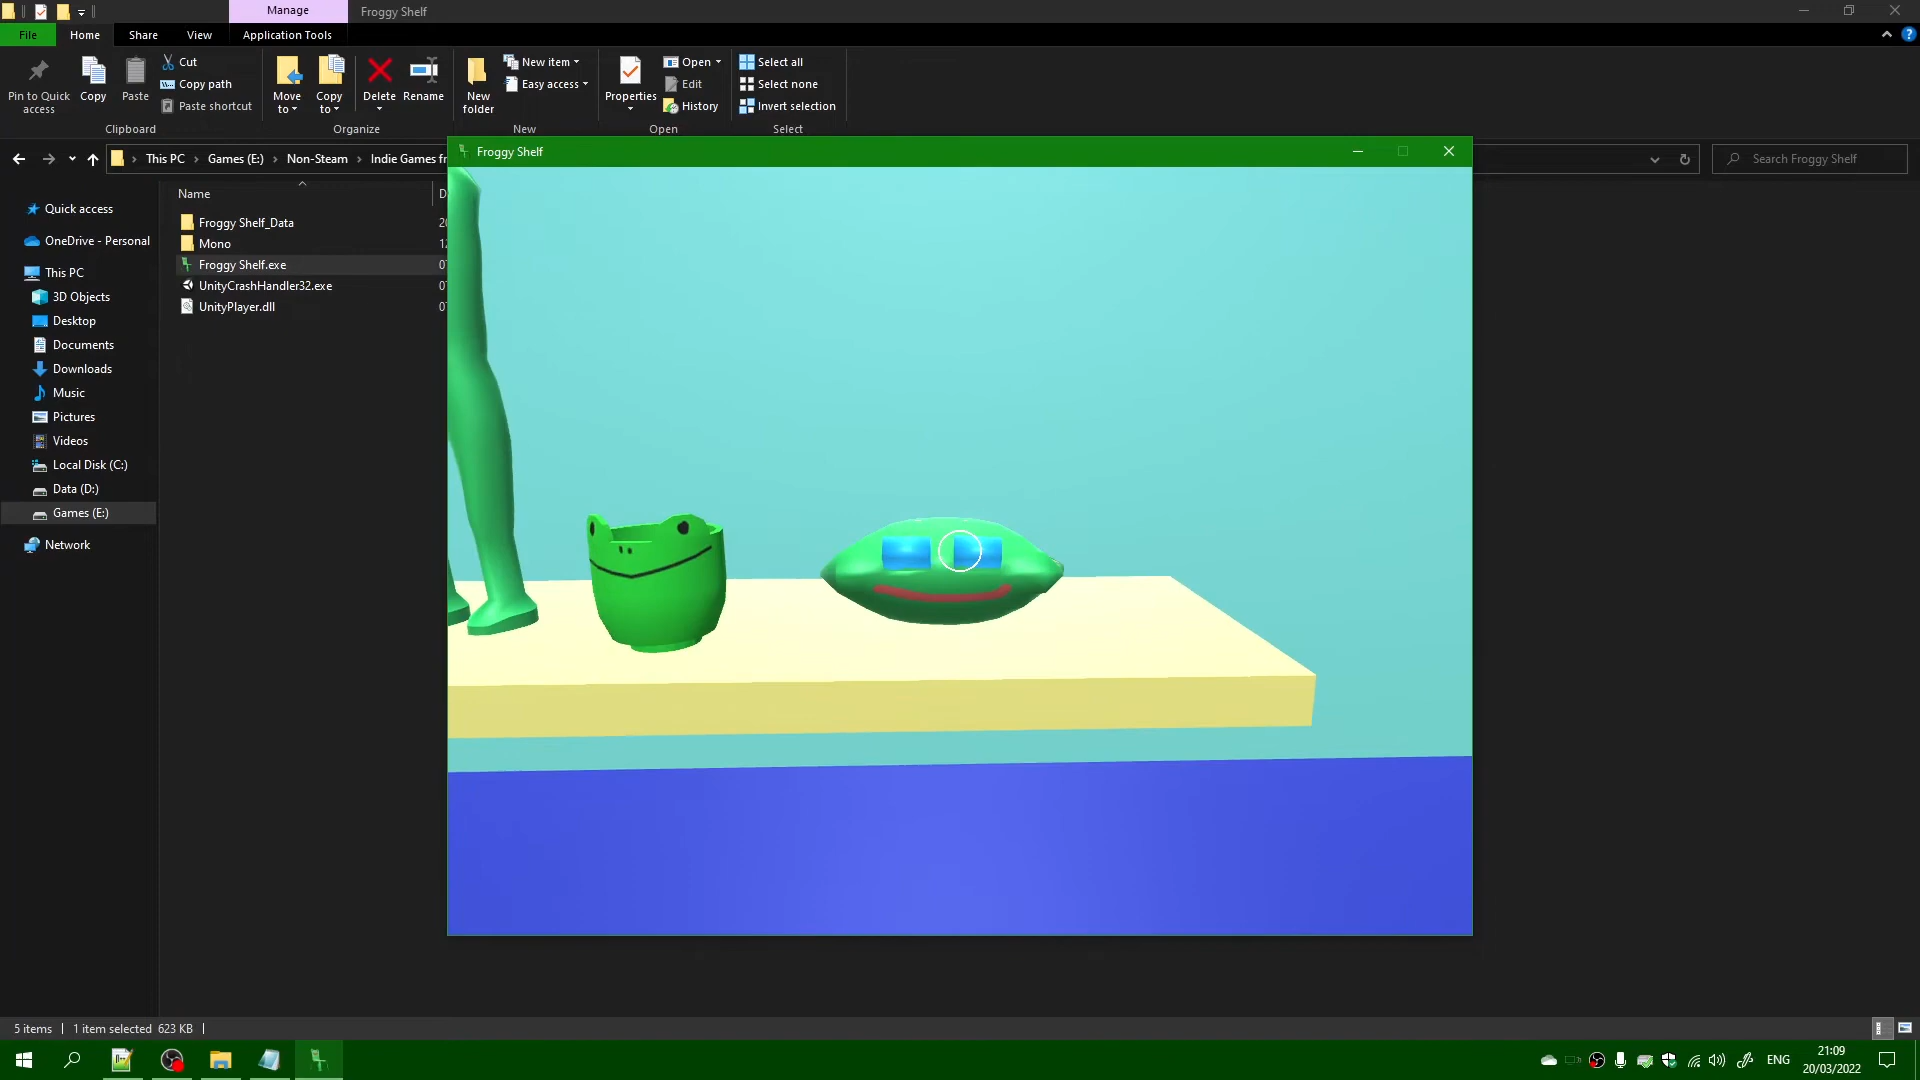 Manage
Froggy Shelf
File
Home
Share
View
Application Tools
Pin to Quick access
Copy
Paste
Cut
Copy path
Paste shortcut
Clipboard
Move to
Copy to
Delete
Rename
Organize
New folder
New item
Easy access
New
Properties
Open
Edit
History
Open
Select all
Select none
Invert selection
Select
This PC
Games (E:)
Non-Steam
Indie Games fr
Search Froggy Shelf
Froggy Shelf
Quick access
OneDrive - Personal
This PC
3D Objects
Desktop
Documents
Downloads
Music
Pictures
Videos
Local Disk (C:)
Data (D:)
Games (E:)
Network
Name
D
Froggy Shelf_Data
20
Mono
12
Froggy Shelf.exe
07
UnityCrashHandler32.exe
07
UnityPlayer.dll
07
5 items
1 item selected 623 KB
ENG
21:09
20/03/2022